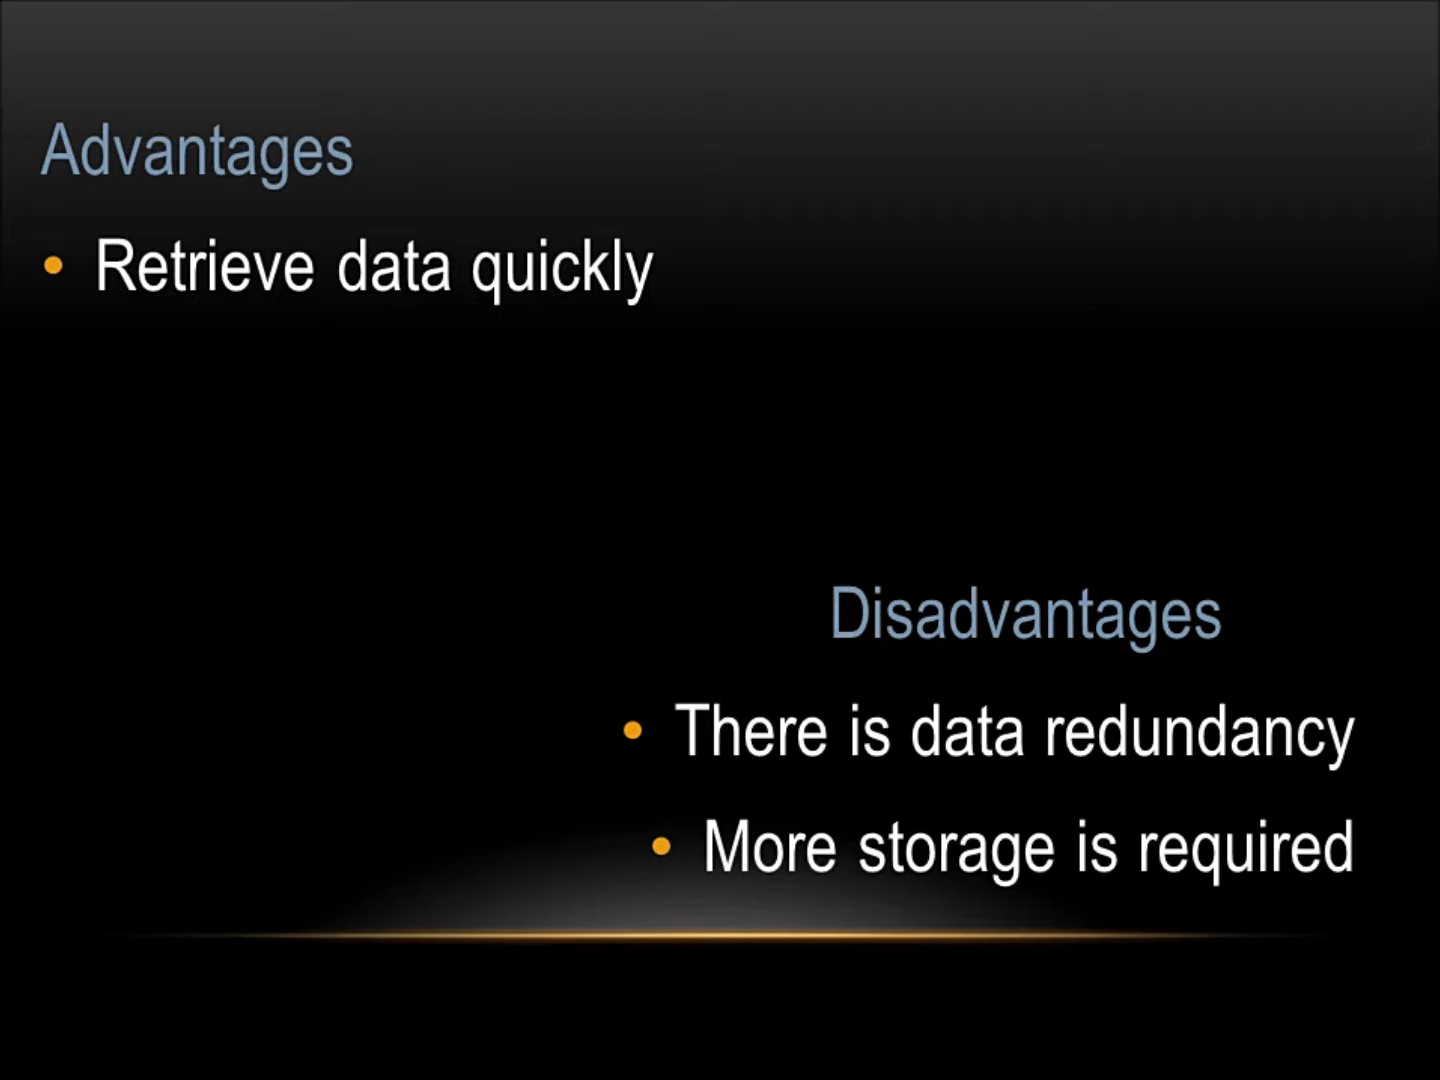 Advantages
• Retrieve data quickly
Disadvantages
• There is data redundancy
• More storage is required